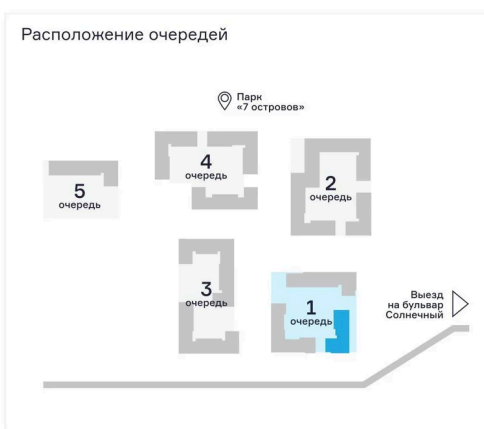 Расположение очередей
Парк
«7 островов»
4
очередь
2
очередь
5
очередь
3
очередь
1
очередь
Выезд
на бульвар
Солнечный